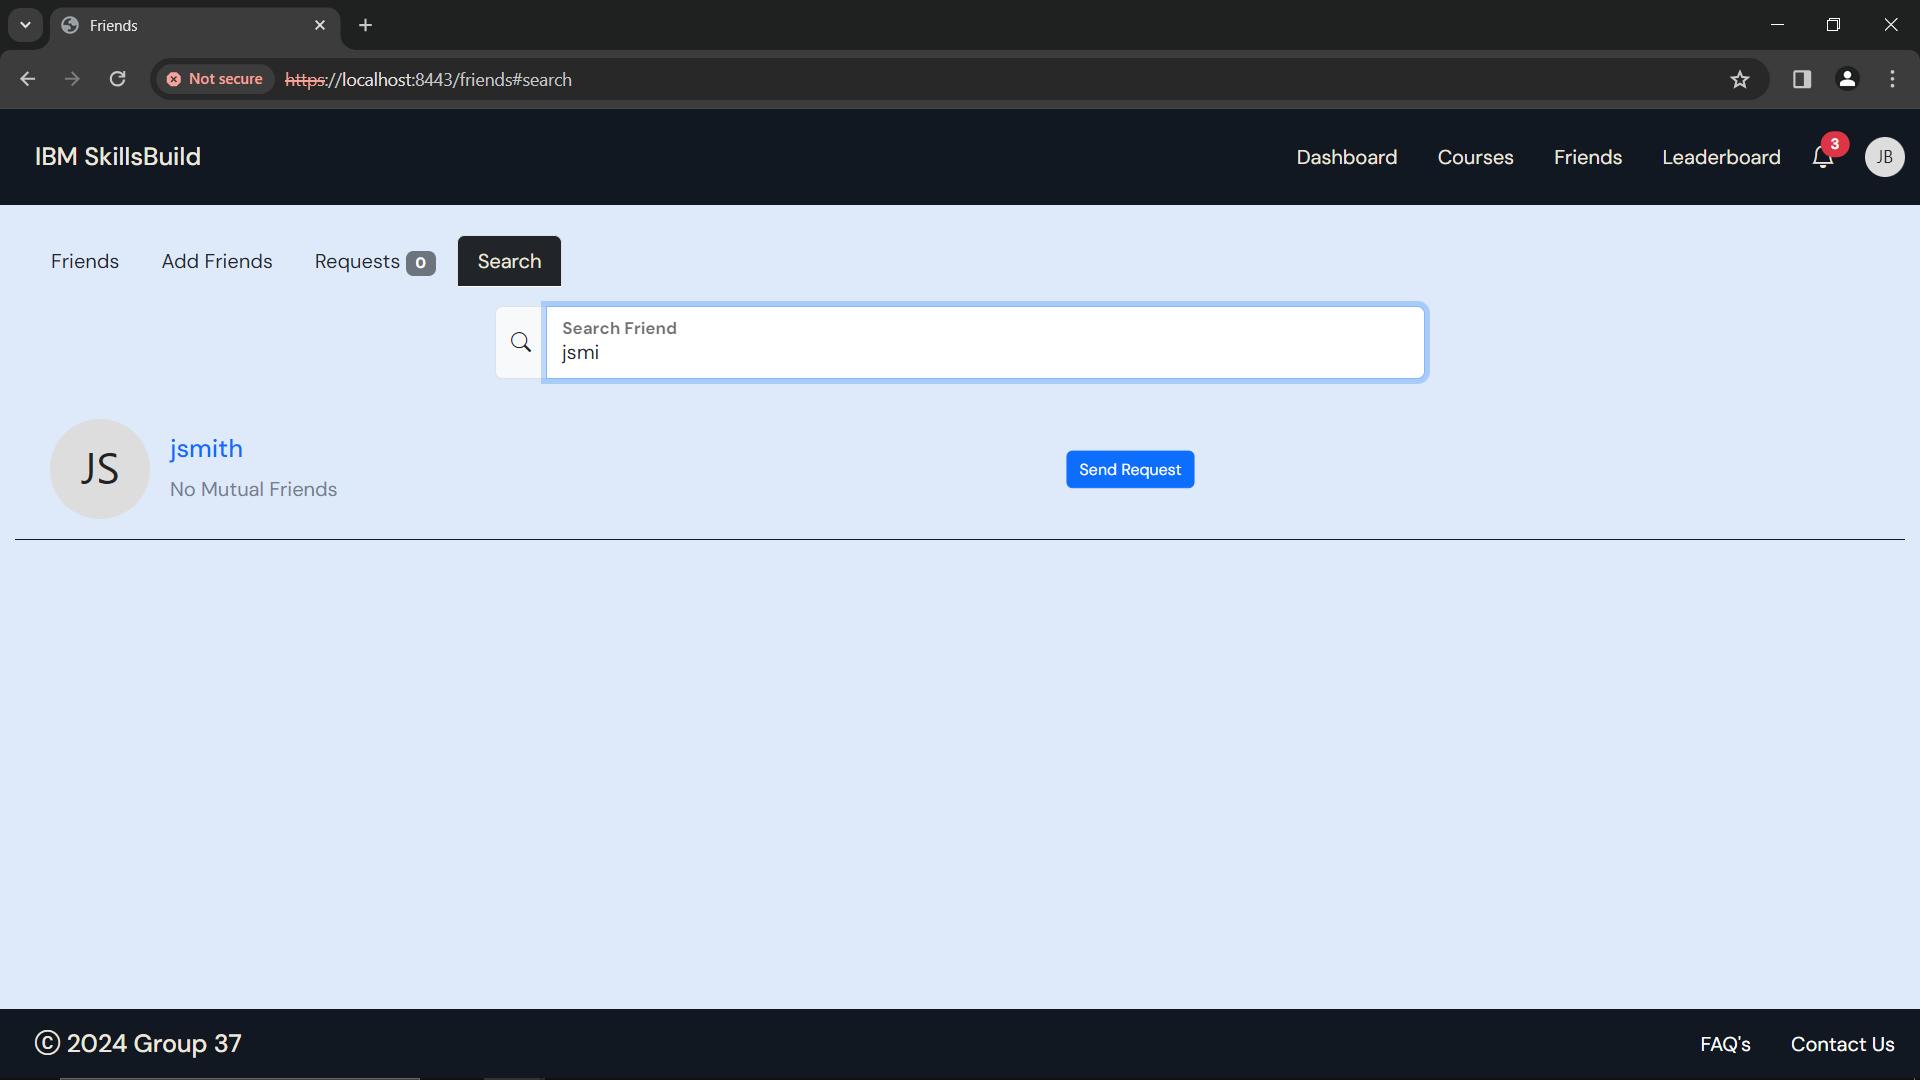 Friends
Not secure https://localhost:8443/friends#search
IBM SkillsBuild
Dashboard Courses Friends Leaderboard 3 JB
Friends Add Friends Requests 0 Search
Search Friend
jsmi
JS
jsmith
No Mutual Friends
Send Request
© 2024 Group 37
FAQ's Contact Us